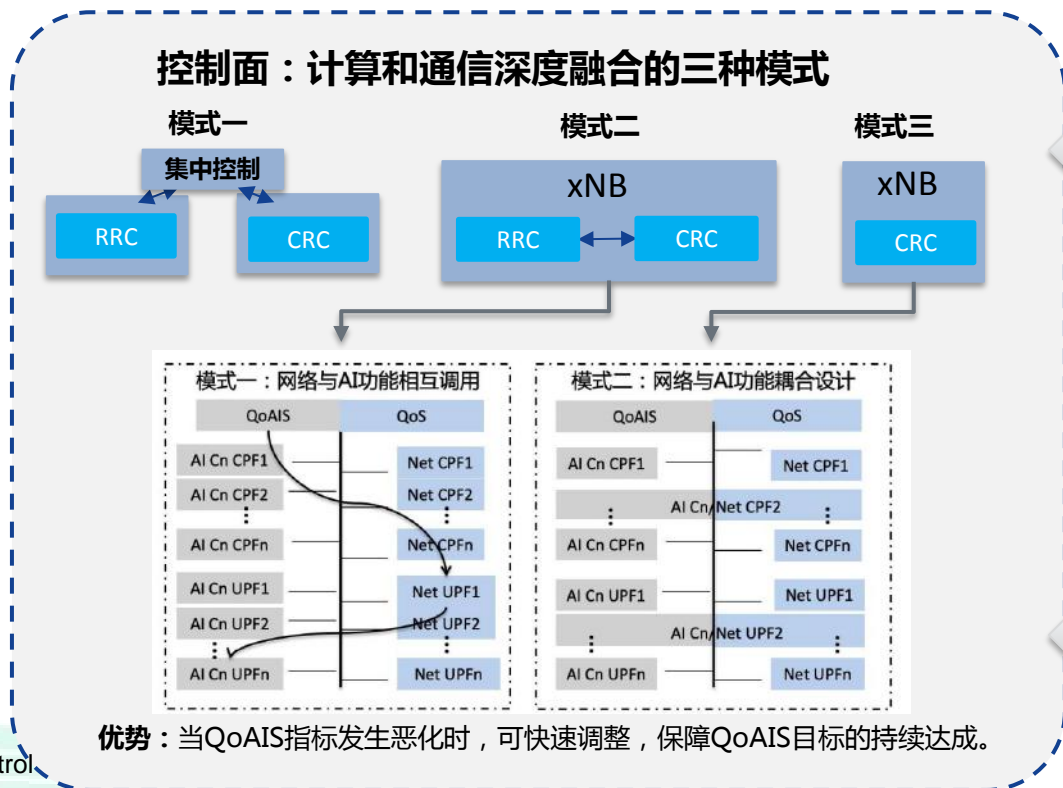 控制面：计算和通信深度融合的三种模式
模式一
模式二
模式三
集中控制
RRC
CRC
xNB
RRC
CRC
xNB
CRC
模式一：网络与AI功能相互调用
QoAIS
QoS
AI Cn CPF1
Net CPF1
AI Cn CPF2
Net CPF2
AI Cn CPFn
Net CPFn
AI Cn UPF1
Net UPF1
AI Cn UPF2
Net UPF2
AI Cn UPFn
Net UPFn
模式二：网络与AI功能耦合设计
QoAIS
QoS
AI Cn CPF1
Net CPF1
AI Cn/Net CPF2
AI Cn CPFn
Net CPFn
AI Cn UPF1
Net UPF1
AI Cn/Net UPF2
AI Cn UPFn
Net UPFn
优势：当QoAIS指标发生恶化时，可快速调整，保障QoAIS目标的持续达成。
trol